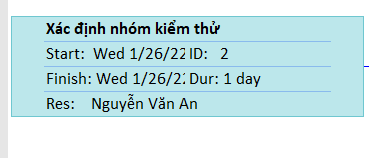 Xác định nhóm kiểm thử
Start: Wed 1/26/22 ID: 2
Finish: Wed 1/26/22 Dur: 1 day
Res: Nguyễn Văn An